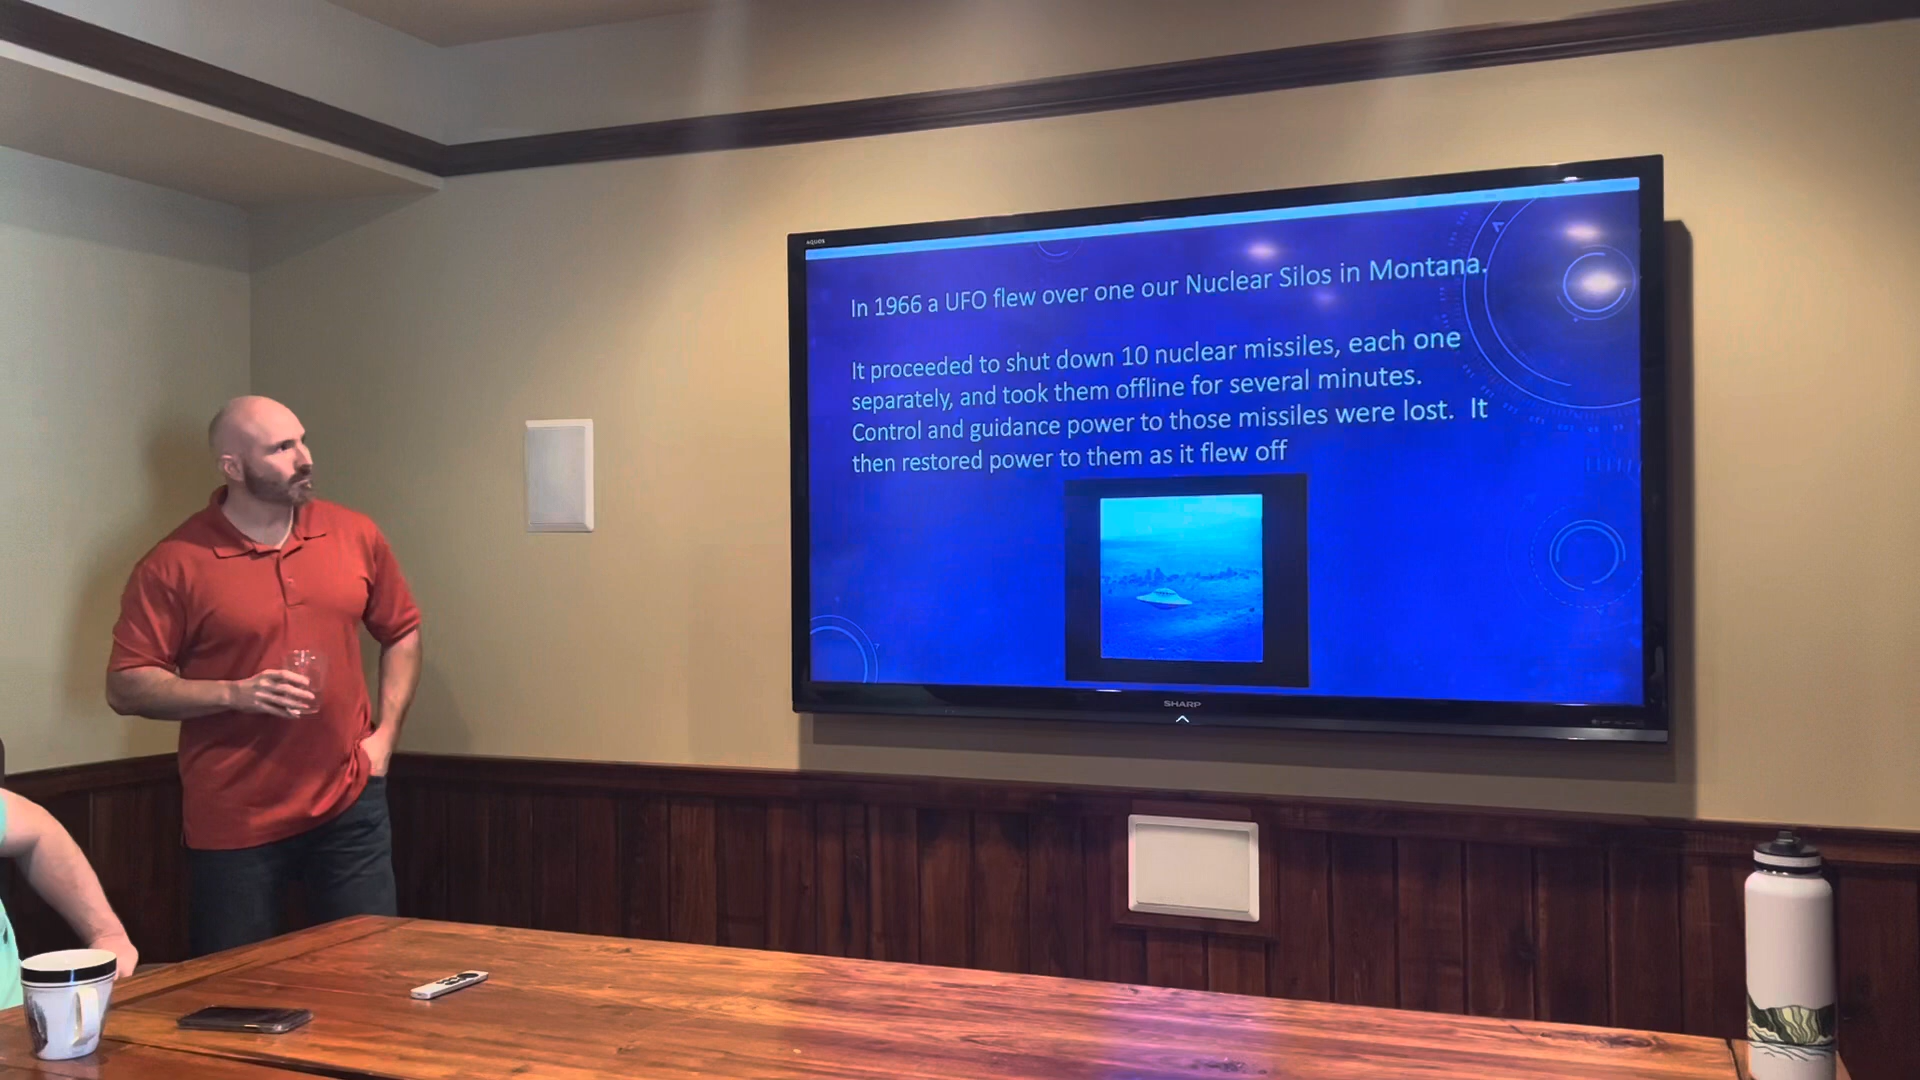 AQUOS
In 1966 a UFO flew over one our Nuclear Silos in Montana.
It proceeded to shut down 10 nuclear missiles, each one
separately, and took them offline for several minutes.
Control and guidance power to those missiles were lost. It
then restored power to them as it flew off
7
SHARP